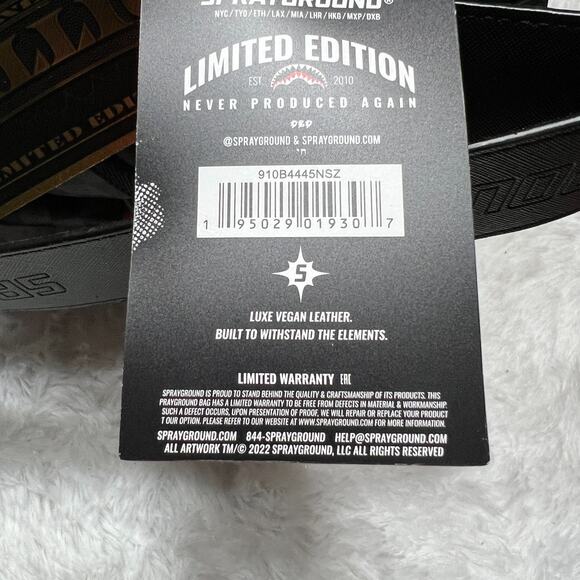 SPRAYGROUND®
NYC / TYO / ETH / LAX / MIA / LHR / HKG / MXP / DXB
LIMITED EDITION
EST. 2010
NEVER PRODUCED AGAIN
DBD
@SPRAYGROUND & SPRAYGROUND.COM
910B4445NSZ
1 95029 01930 7
S
LUXE VEGAN LEATHER.
BUILT TO WITHSTAND THE ELEMENTS.
LIMITED WARRANTY EAC
SPRAYGROUND IS PROUD TO STAND BEHIND THE QUALITY & CRAFTSMANSHIP OF ITS PRODUCTS. THIS
PRAYGROUND BAG HAS A LIMITED WARRANTY TO BE FREE FROM DEFECTS IN MATERIAL & WORKMANSHIP.
SUCH A DEFECT OCCURS, UPON PRESENTATION OF PROOF, WE WILL REPAIR OR REPLACE YOUR PRODUCT
T OUR OPTION. PLEASE REFER TO OUR WEBSITE AT WWW.SPRAYGROUND.COM FOR MORE INFORMATION.
SPRAYGROUND.COM 844-SPRAYGROUND HELP@SPRAYGROUND.COM
ALL ARTWORK TM/© 2022 SPRAYGROUND, LLC ALL RIGHTS RESERVED
LIMITED EDI